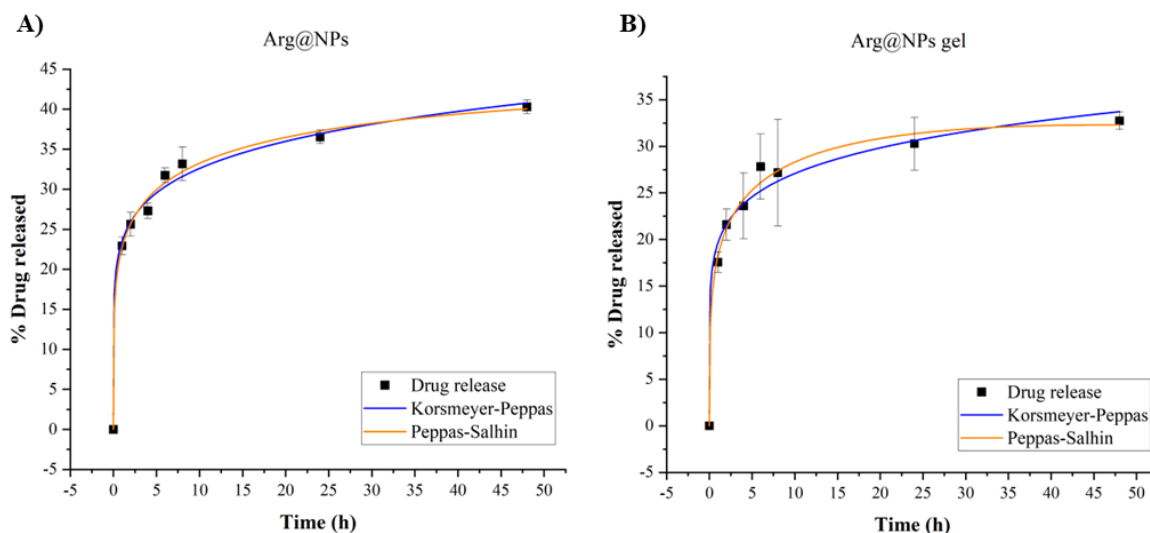 A)
Arg@NPs
% Drug released
45
40
35
30
25
20
15
10
5
0
-5
Drug release
Korsmeyer-Peppas
Peppas-Salhin
-5 0 5 10 15 20 25 30 35 40 45 50
Time (h)
B)
Arg@NPs gel
% Drug released
35
30
25
20
15
10
5
0
-5
Drug release
Korsmeyer-Peppas
Peppas-Salhin
-5 0 5 10 15 20 25 30 35 40 45 50
Time (h)